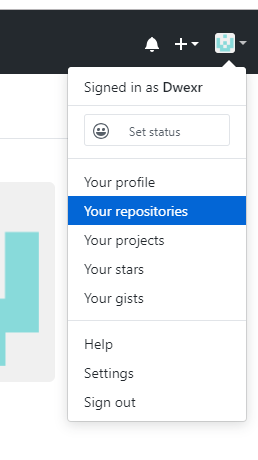 Signed in as Dwexr
Set status
Your profile
Your repositories
Your projects
Your stars
Your gists
Help
Settings
Sign out